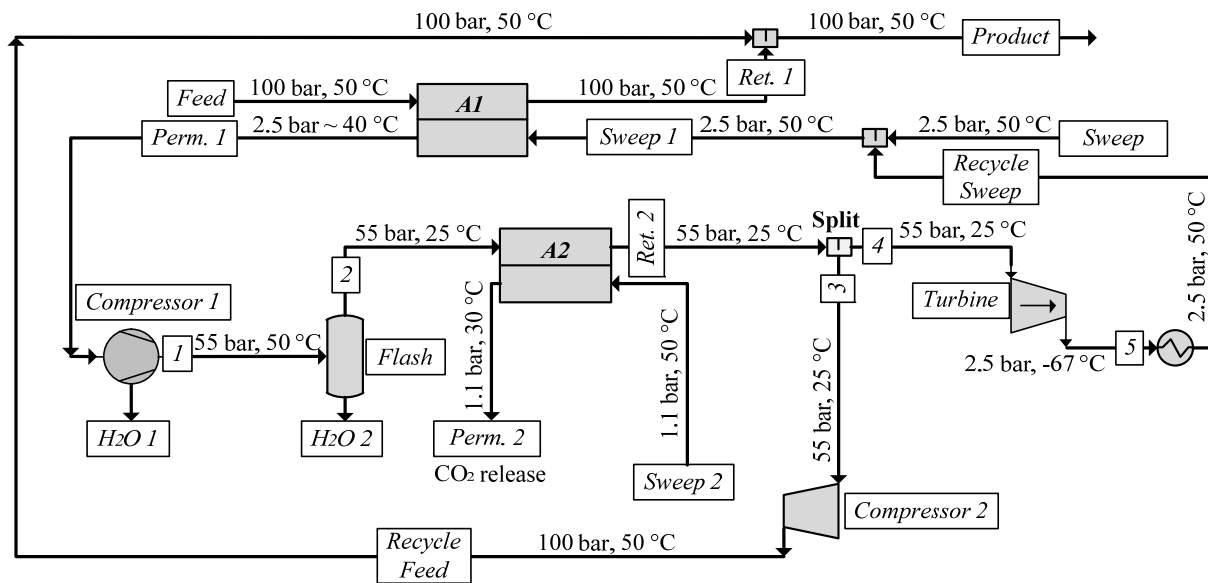 100 bar, 50 °C
100 bar, 50 °C
Product
Feed
100 bar, 50 °C
A1
100 bar, 50 °C
Ret. 1
Perm. 1
2.5 bar ~ 40 °C
Sweep 1
2.5 bar, 50 °C
2.5 bar, 50 °C
Sweep
Recycle
Sweep
55 bar, 25 °C
A2
Ret. 2
55 bar, 25 °C
Split
4
55 bar, 25 °C
2
3
Compressor 1
1
55 bar, 50 °C
Flash
1.1 bar, 30 °C
1.1 bar, 50 °C
55 bar, 25 °C
Turbine
2.5 bar, 50 °C
2.5 bar, -67 °C
5
H2O 1
H2O 2
Perm. 2
CO2 release
Sweep 2
Compressor 2
Recycle
Feed
100 bar, 50 °C